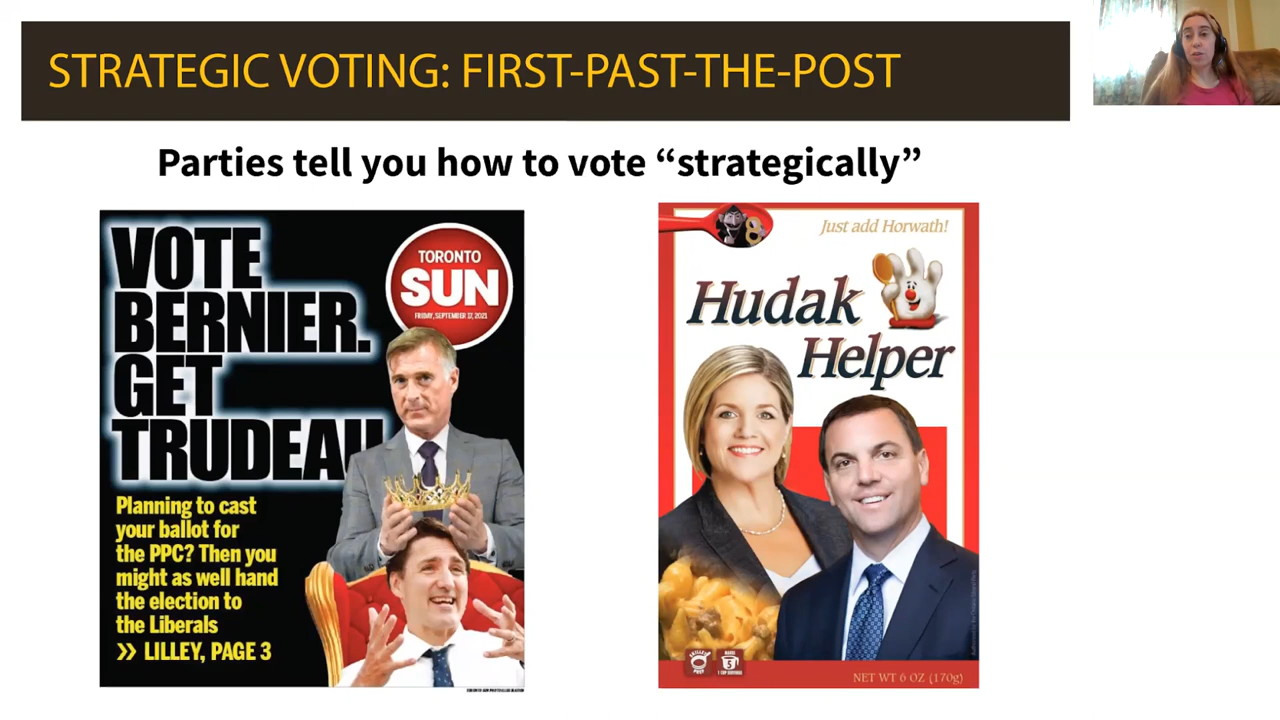 STRATEGIC VOTING: FIRST-PAST-THE-POST
Parties tell you how to vote “strategically”
VOTE
BERNIER.
GET
TRUDEAU
TORONTO
SUN
FRIDAY, SEPTEMBER 17, 2021
Planning to cast
your ballot for
the PPC? Then you
might as well hand
the election to
the Liberals
>> LILLEY, PAGE 3
8
Just add Horwath!
Hudak
Helper
5
NET WT 6 OZ (170g)